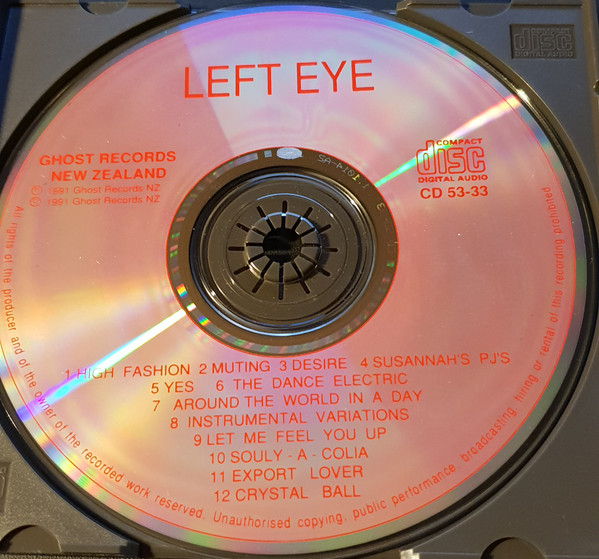 LEFT EYE
GHOST RECORDS
NEW ZEALAND
Ⓟ 1991 Ghost Records NZ
© 1991 Ghost Records NZ
COMPACT
disc
DIGITAL AUDIO
CD 53-33
1 HIGH FASHION 2 MUTING 3 DESIRE 4 SUSANNAH'S PJ'S
5 YES 6 THE DANCE ELECTRIC
7 AROUND THE WORLD IN A DAY
8 INSTRUMENTAL VARIATIONS
9 LET ME FEEL YOU UP
10 SOULY - A - COLIA
11 EXPORT LOVER
12 CRYSTAL BALL
All rights of the producer and of the owner of the recorded work reserved. Unauthorised copying, public performance, broadcasting, hiring or rental of this recording prohibited.
disc
DIGITAL AUDIO